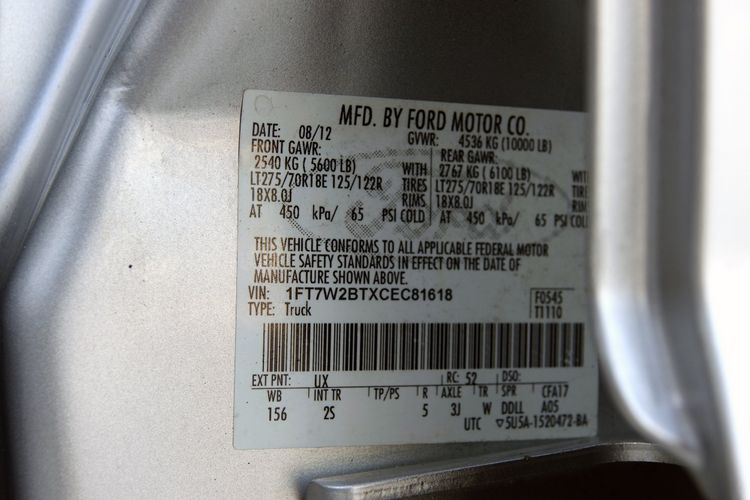 MFD. BY FORD MOTOR CO.
DATE: 08/12 GVWR: 4536 KG (10000 LB)
FRONT GAWR: REAR GAWR:
2540 KG ( 5600 LB) WITH 2767 KG ( 6100 LB) WITH
LT275/70R18E 125/122R TIRES LT275/70R18E 125/122R TIRE
18X8.0J RIMS 18X8.0J RIM
AT 450 kPa/ 65 PSI COLD AT 450 kPa/ 65 PSI COL
THIS VEHICLE CONFORMS TO ALL APPLICABLE FEDERAL MOTOR
VEHICLE SAFETY STANDARDS IN EFFECT ON THE DATE OF
MANUFACTURE SHOWN ABOVE.
VIN: 1FT7W2BTXCEC81618 F0545
TYPE: Truck T1110
EXT PNT: UX RC: 52 DSO:
WB INT TR TP/PS R AXLE TR SPR CFA17
156 2S 5 3J W DDLL A05
UTC ▽5U5A-1520472-BA